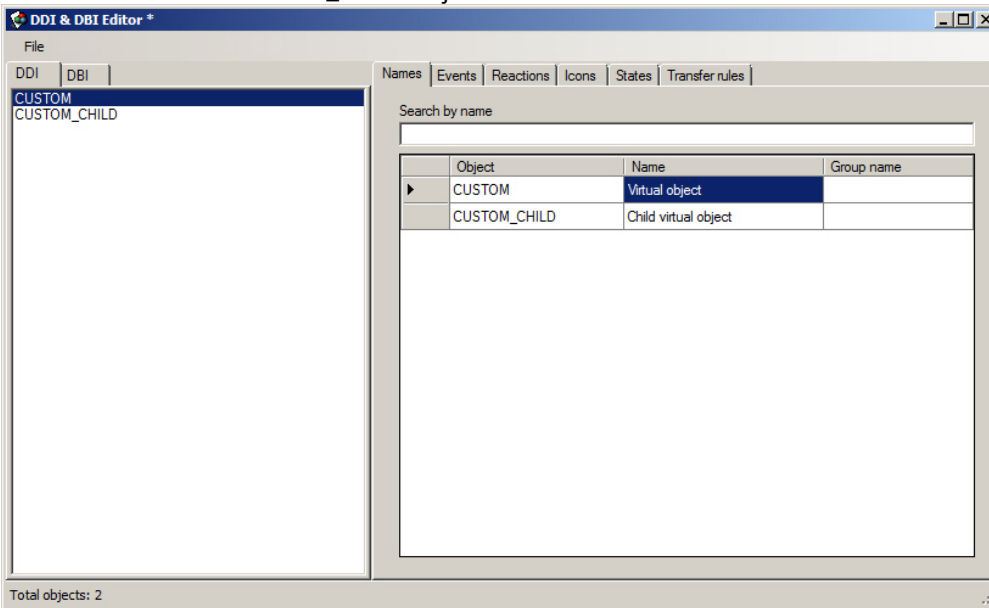 DDI & DBI Editor *
File
DDI DBI
Names Events Reactions Icons States Transfer rules
CUSTOM
CUSTOM_CHILD
Search by name
Object Name Group name
CUSTOM Virtual object
CUSTOM_CHILD Child virtual object
Total objects: 2